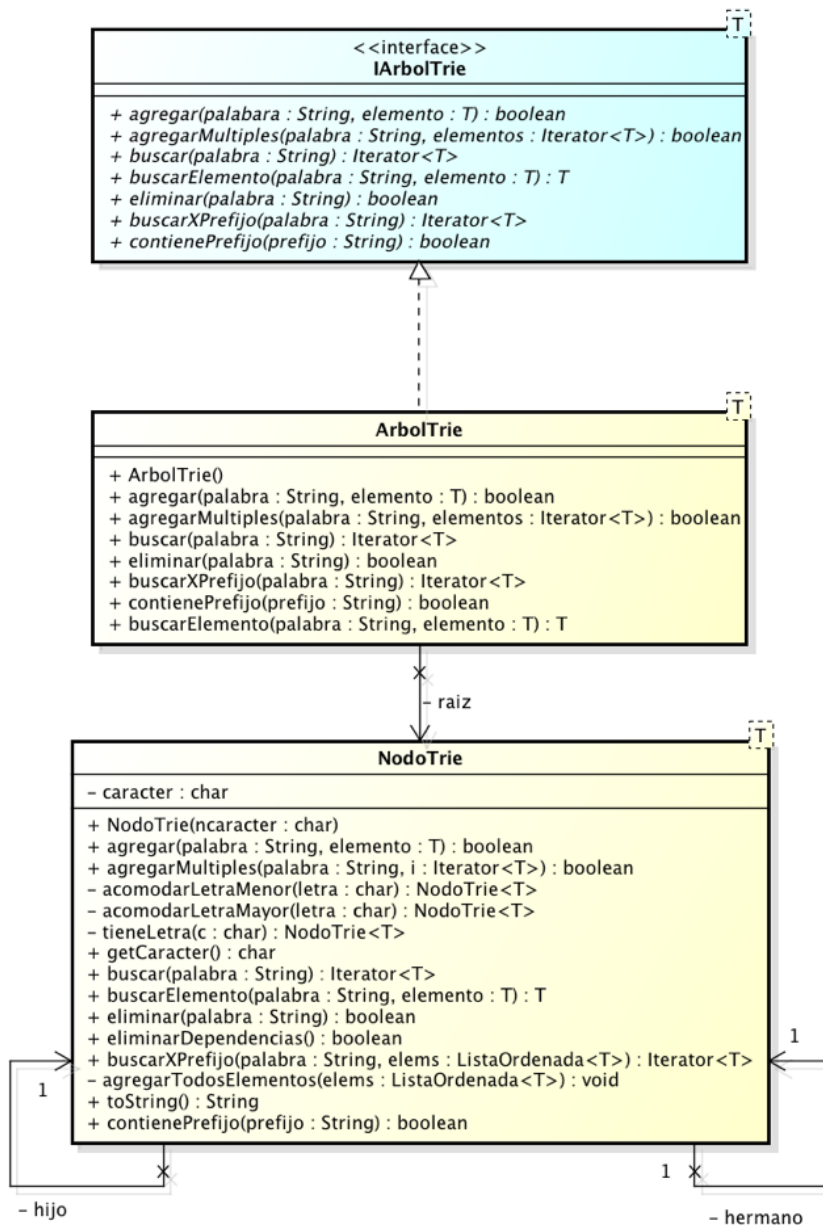 T
<<interface>>
IArbolTrie
+ agregar(palabara : String, elemento : T) : boolean
+ agregarMultiples(palabra : String, elementos : Iterator<T>) : boolean
+ buscar(palabra : String) : Iterator<T>
+ buscarElemento(palabra : String, elemento : T) : T
+ eliminar(palabra : String) : boolean
+ buscarXPrefijo(palabra : String) : Iterator<T>
+ contienePrefijo(prefijo : String) : boolean
T
ArbolTrie
+ ArbolTrie()
+ agregar(palabra : String, elemento : T) : boolean
+ agregarMultiples(palabra : String, elementos : Iterator<T>) : boolean
+ buscar(palabra : String) : Iterator<T>
+ eliminar(palabra : String) : boolean
+ buscarXPrefijo(palabra : String) : Iterator<T>
+ contienePrefijo(prefijo : String) : boolean
+ buscarElemento(palabra : String, elemento : T) : T
– raiz
T
NodoTrie
– caracter : char
+ NodoTrie(ncaracter : char)
+ agregar(palabra : String, elemento : T) : boolean
+ agregarMultiples(palabra : String, i : Iterator<T>) : boolean
– acomodarLetraMenor(letra : char) : NodoTrie<T>
– acomodarLetraMayor(letra : char) : NodoTrie<T>
– tieneLetra(c : char) : NodoTrie<T>
+ getCaracter() : char
+ buscar(palabra : String) : Iterator<T>
+ buscarElemento(palabra : String, elemento : T) : T
+ eliminar(palabra : String) : boolean
+ eliminarDependencias() : boolean
+ buscarXPrefijo(palabra : String, elems : ListaOrdenada<T>) : Iterator<T>
– agregarTodosElementos(elems : ListaOrdenada<T>) : void
+ toString() : String
+ contienePrefijo(prefijo : String) : boolean
1
1
1
– hijo
– hermano